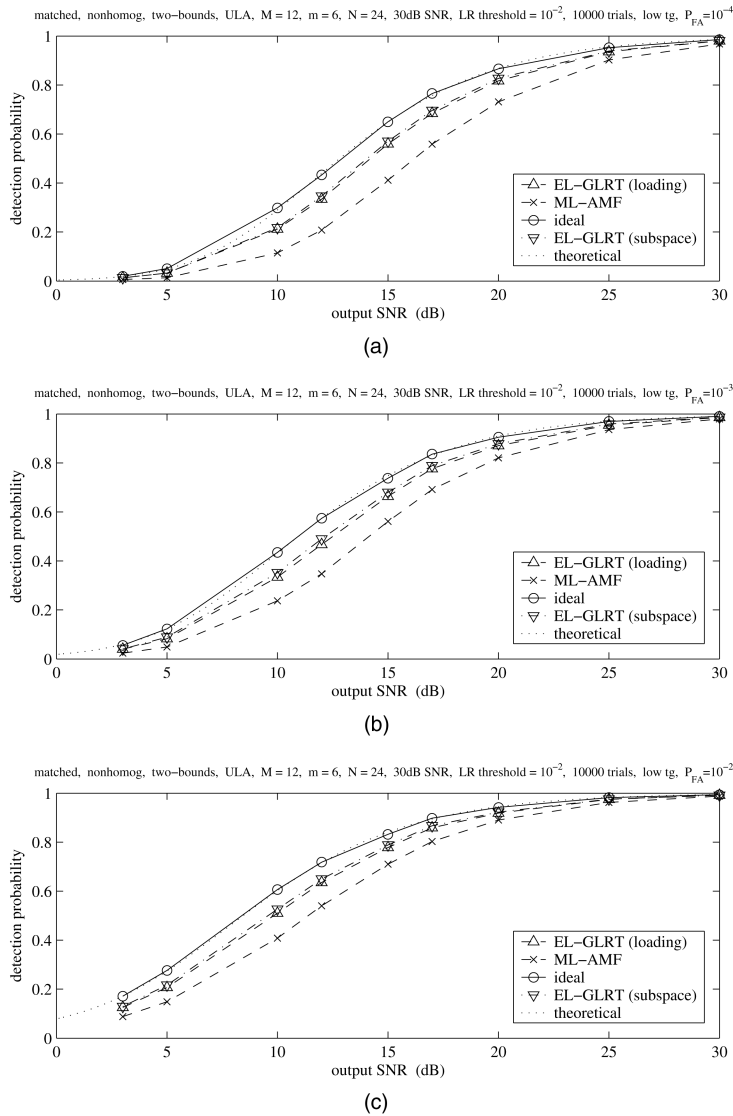 matched, nonhomog, two−bounds, ULA, M = 12, m = 6, N = 24, 30dB SNR, LR threshold = 10⁻², 10000 trials, low tg, P_FA=10⁻⁴
1
0.8
0.6
0.4
0.2
0
detection probability
EL−GLRT (loading)
ML−AMF
ideal
EL−GLRT (subspace)
theoretical
0 5 10 15 20 25 30
output SNR (dB)
(a)
matched, nonhomog, two−bounds, ULA, M = 12, m = 6, N = 24, 30dB SNR, LR threshold = 10⁻², 10000 trials, low tg, P_FA=10⁻³
1
0.8
0.6
0.4
0.2
0
detection probability
EL−GLRT (loading)
ML−AMF
ideal
EL−GLRT (subspace)
theoretical
0 5 10 15 20 25 30
output SNR (dB)
(b)
matched, nonhomog, two−bounds, ULA, M = 12, m = 6, N = 24, 30dB SNR, LR threshold = 10⁻², 10000 trials, low tg, P_FA=10⁻²
1
0.8
0.6
0.4
0.2
0
detection probability
EL−GLRT (loading)
ML−AMF
ideal
EL−GLRT (subspace)
theoretical
0 5 10 15 20 25 30
output SNR (dB)
(c)